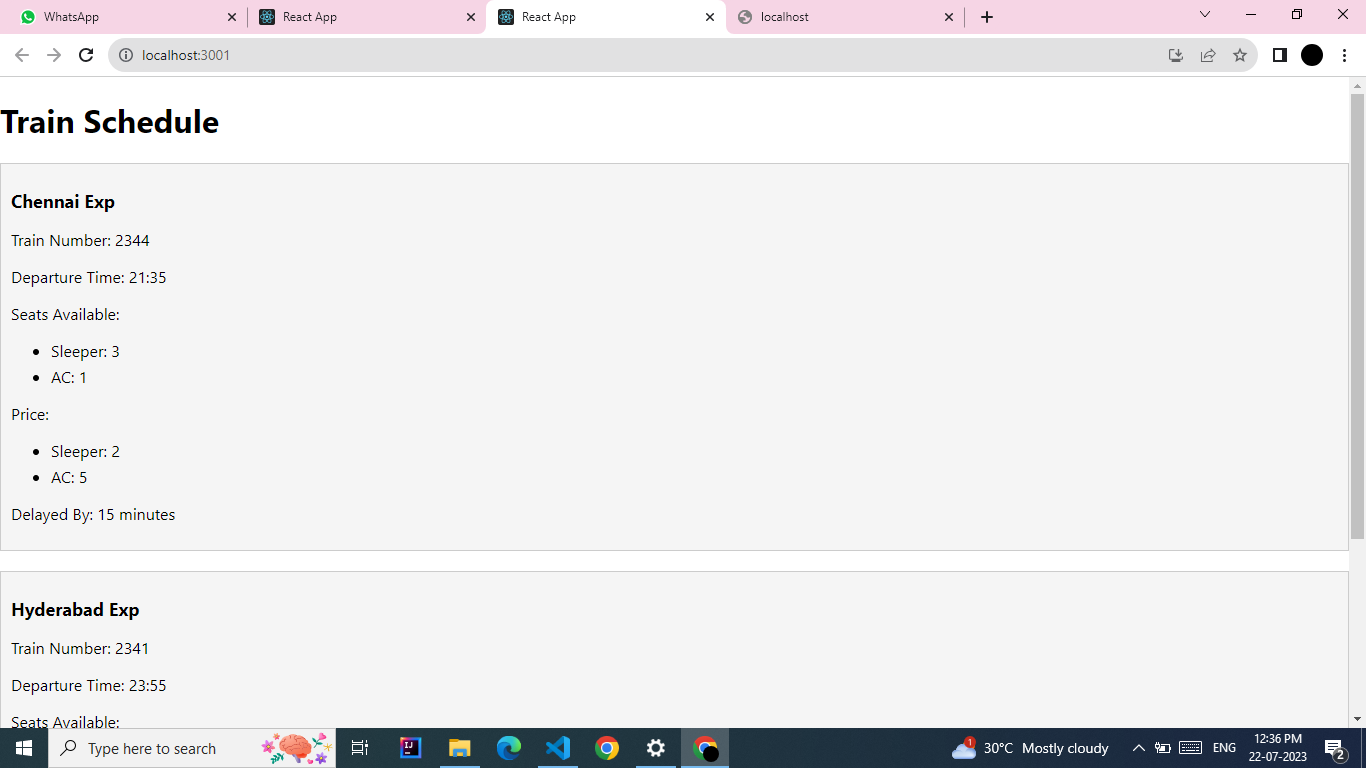 WhatsApp
React App
React App
localhost
localhost:3001
Train Schedule
Chennai Exp
Train Number: 2344
Departure Time: 21:35
Seats Available:
Sleeper: 3
AC: 1
Price:
Sleeper: 2
AC: 5
Delayed By: 15 minutes
Hyderabad Exp
Train Number: 2341
Departure Time: 23:55
Seats Available:
Type here to search
1
30°C Mostly cloudy
ENG
12:36 PM
22-07-2023
2